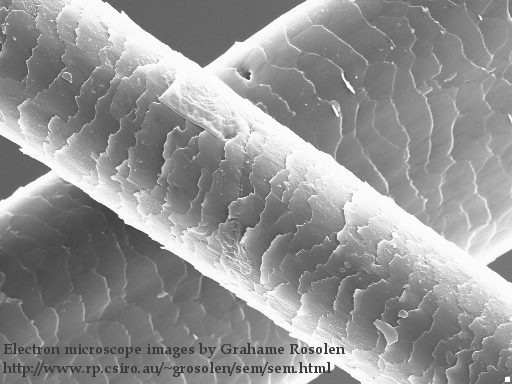 Electron microscope images by Grahame Rosolen
http://www.rp.csiro.au/~grosolen/sem/sem.html